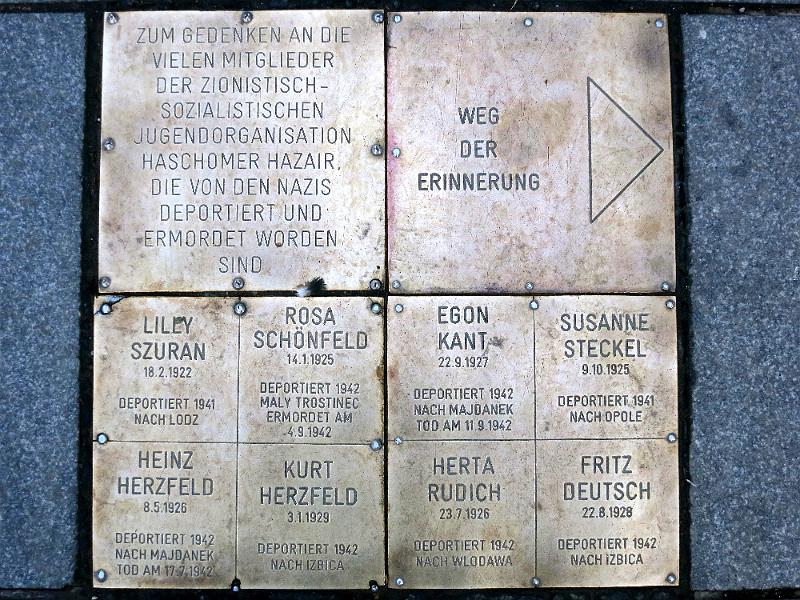 ZUM GEDENKEN AN DIE
VIELEN MITGLIEDER
DER ZIONISTISCH-
SOZIALISTISCHEN
JUGENDORGANISATION
HASCHOMER HAZAIR,
DIE VON DEN NAZIS
DEPORTIERT UND
ERMORDET WORDEN
SIND
WEG
DER
ERINNERUNG
LILLY
SZURAN
18.2.1922
DEPORTIERT 1941
NACH LODZ
ROSA
SCHÖNFELD
14.1.1925
DEPORTIERT 1942
MALY TROSTINEC
ERMORDET AM
4.9.1942
EGON
KANT
22.9.1927
DEPORTIERT 1942
NACH MAJDANEK
TOD AM 11.9.1942
SUSANNE
STECKEL
9.10.1925
DEPORTIERT 1941
NACH OPOLE
HEINZ
HERZFELD
8.5.1926
DEPORTIERT 1942
NACH MAJDANEK
TOD AM 17.7.1942
KURT
HERZFELD
3.1.1929
DEPORTIERT 1942
NACH IZBICA
HERTA
RUDICH
23.7.1926
DEPORTIERT 1942
NACH WLODAWA
FRITZ
DEUTSCH
22.8.1928
DEPORTIERT 1942
NACH IZBICA